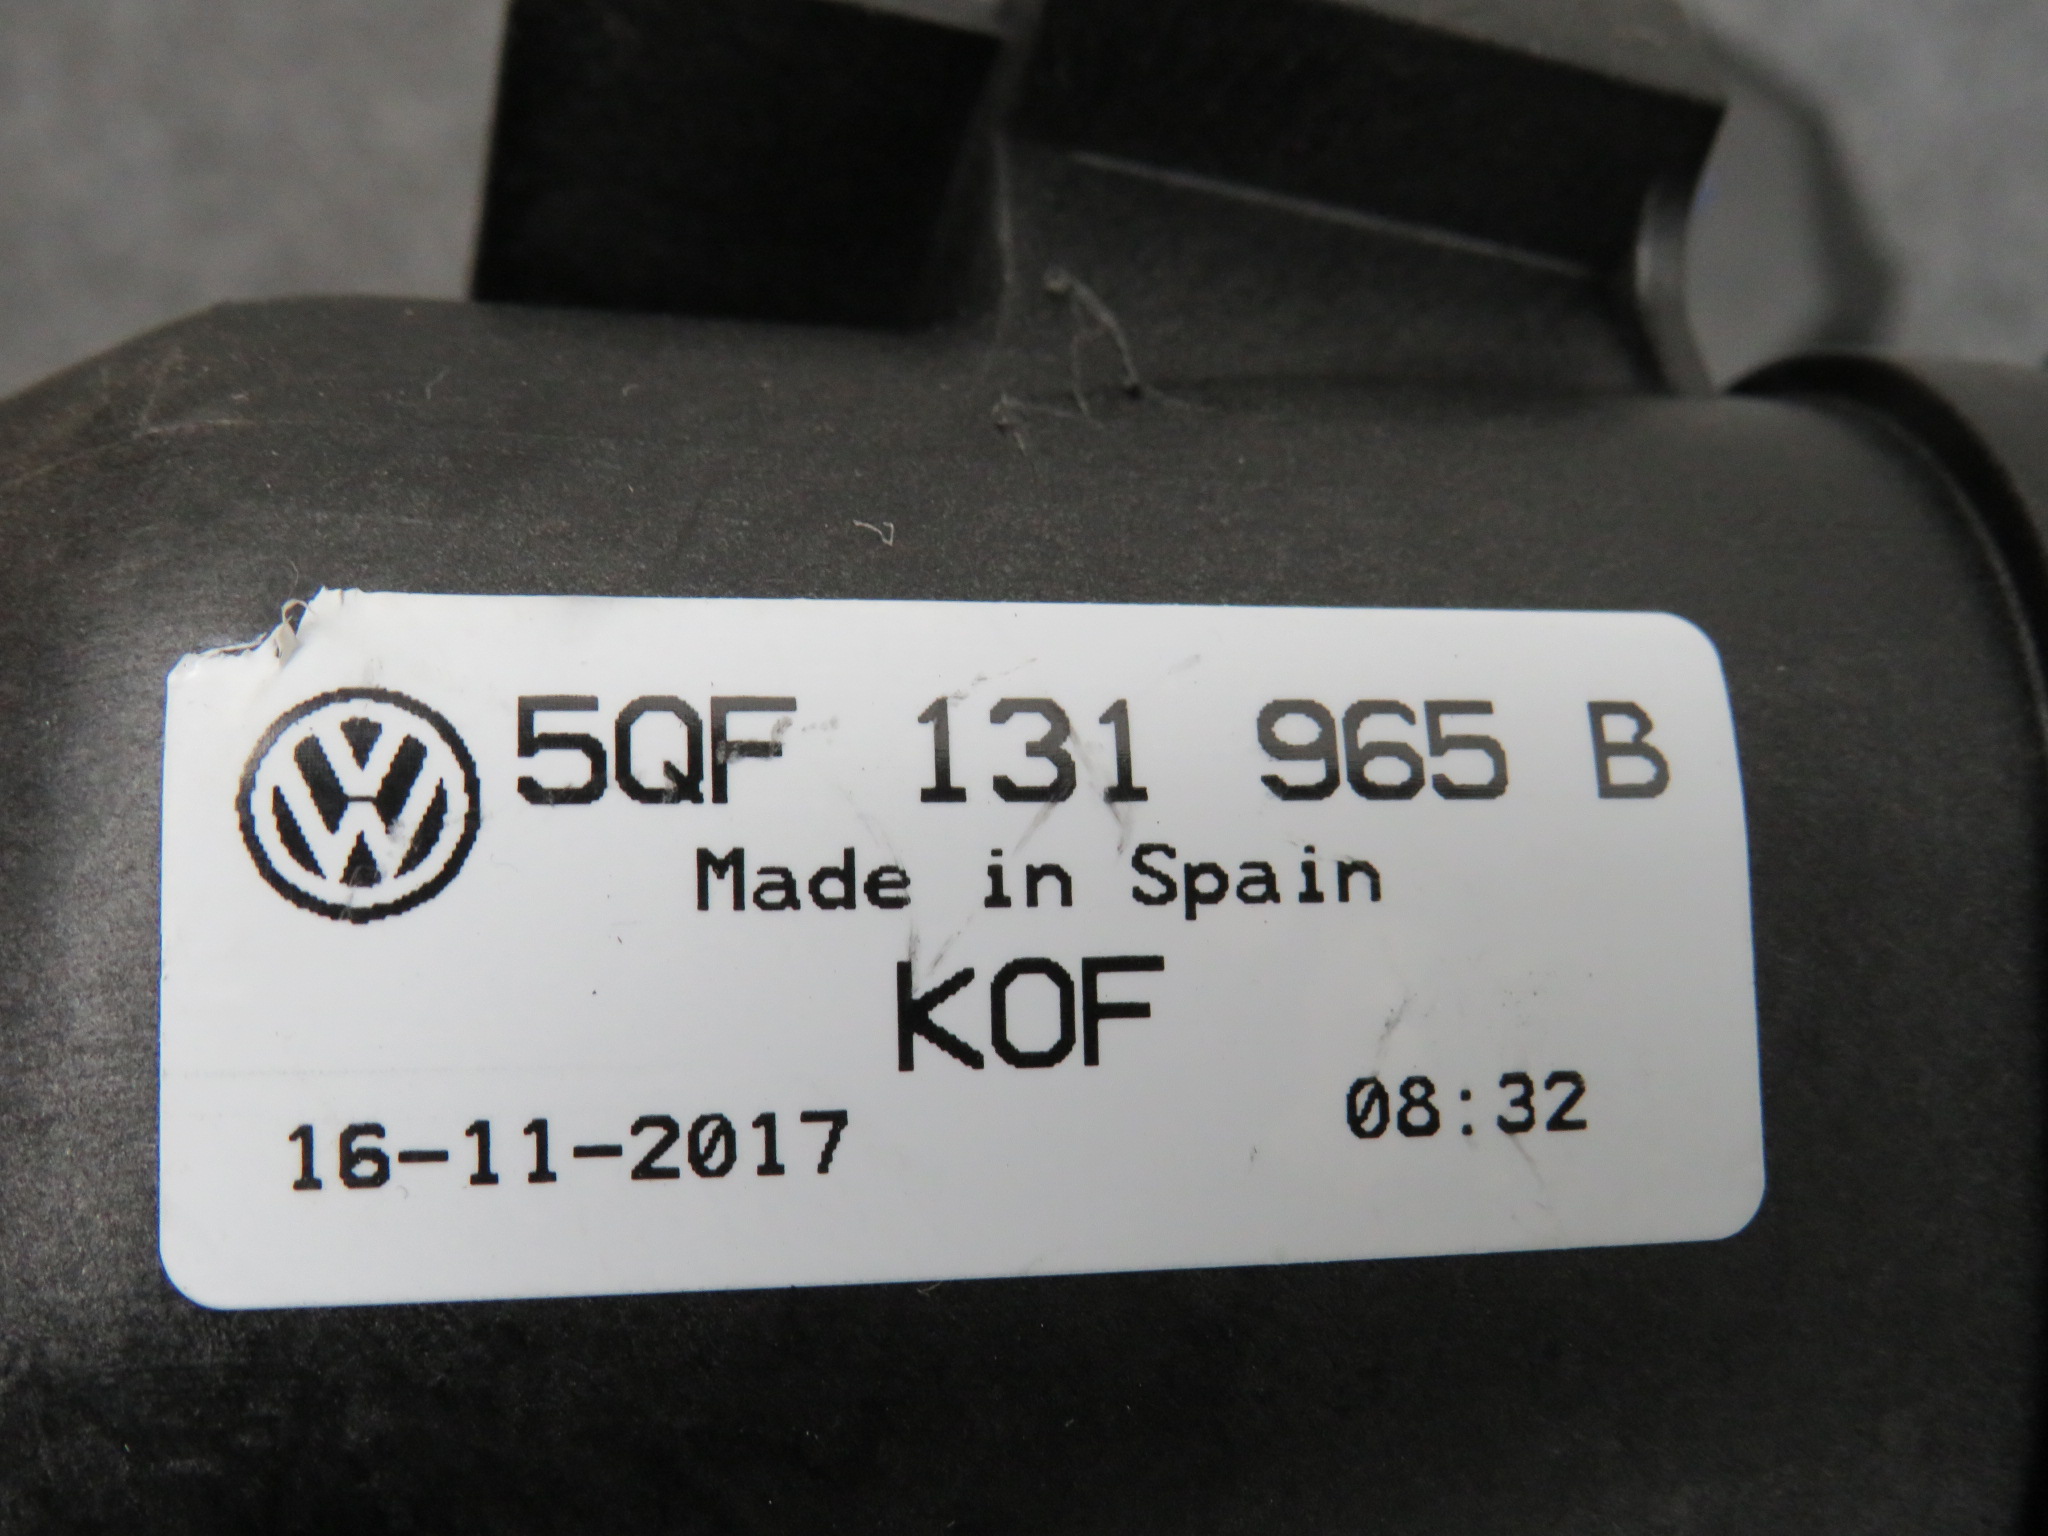 5QF 131 965 B
Made in Spain
KOF
16-11-2017 08:32